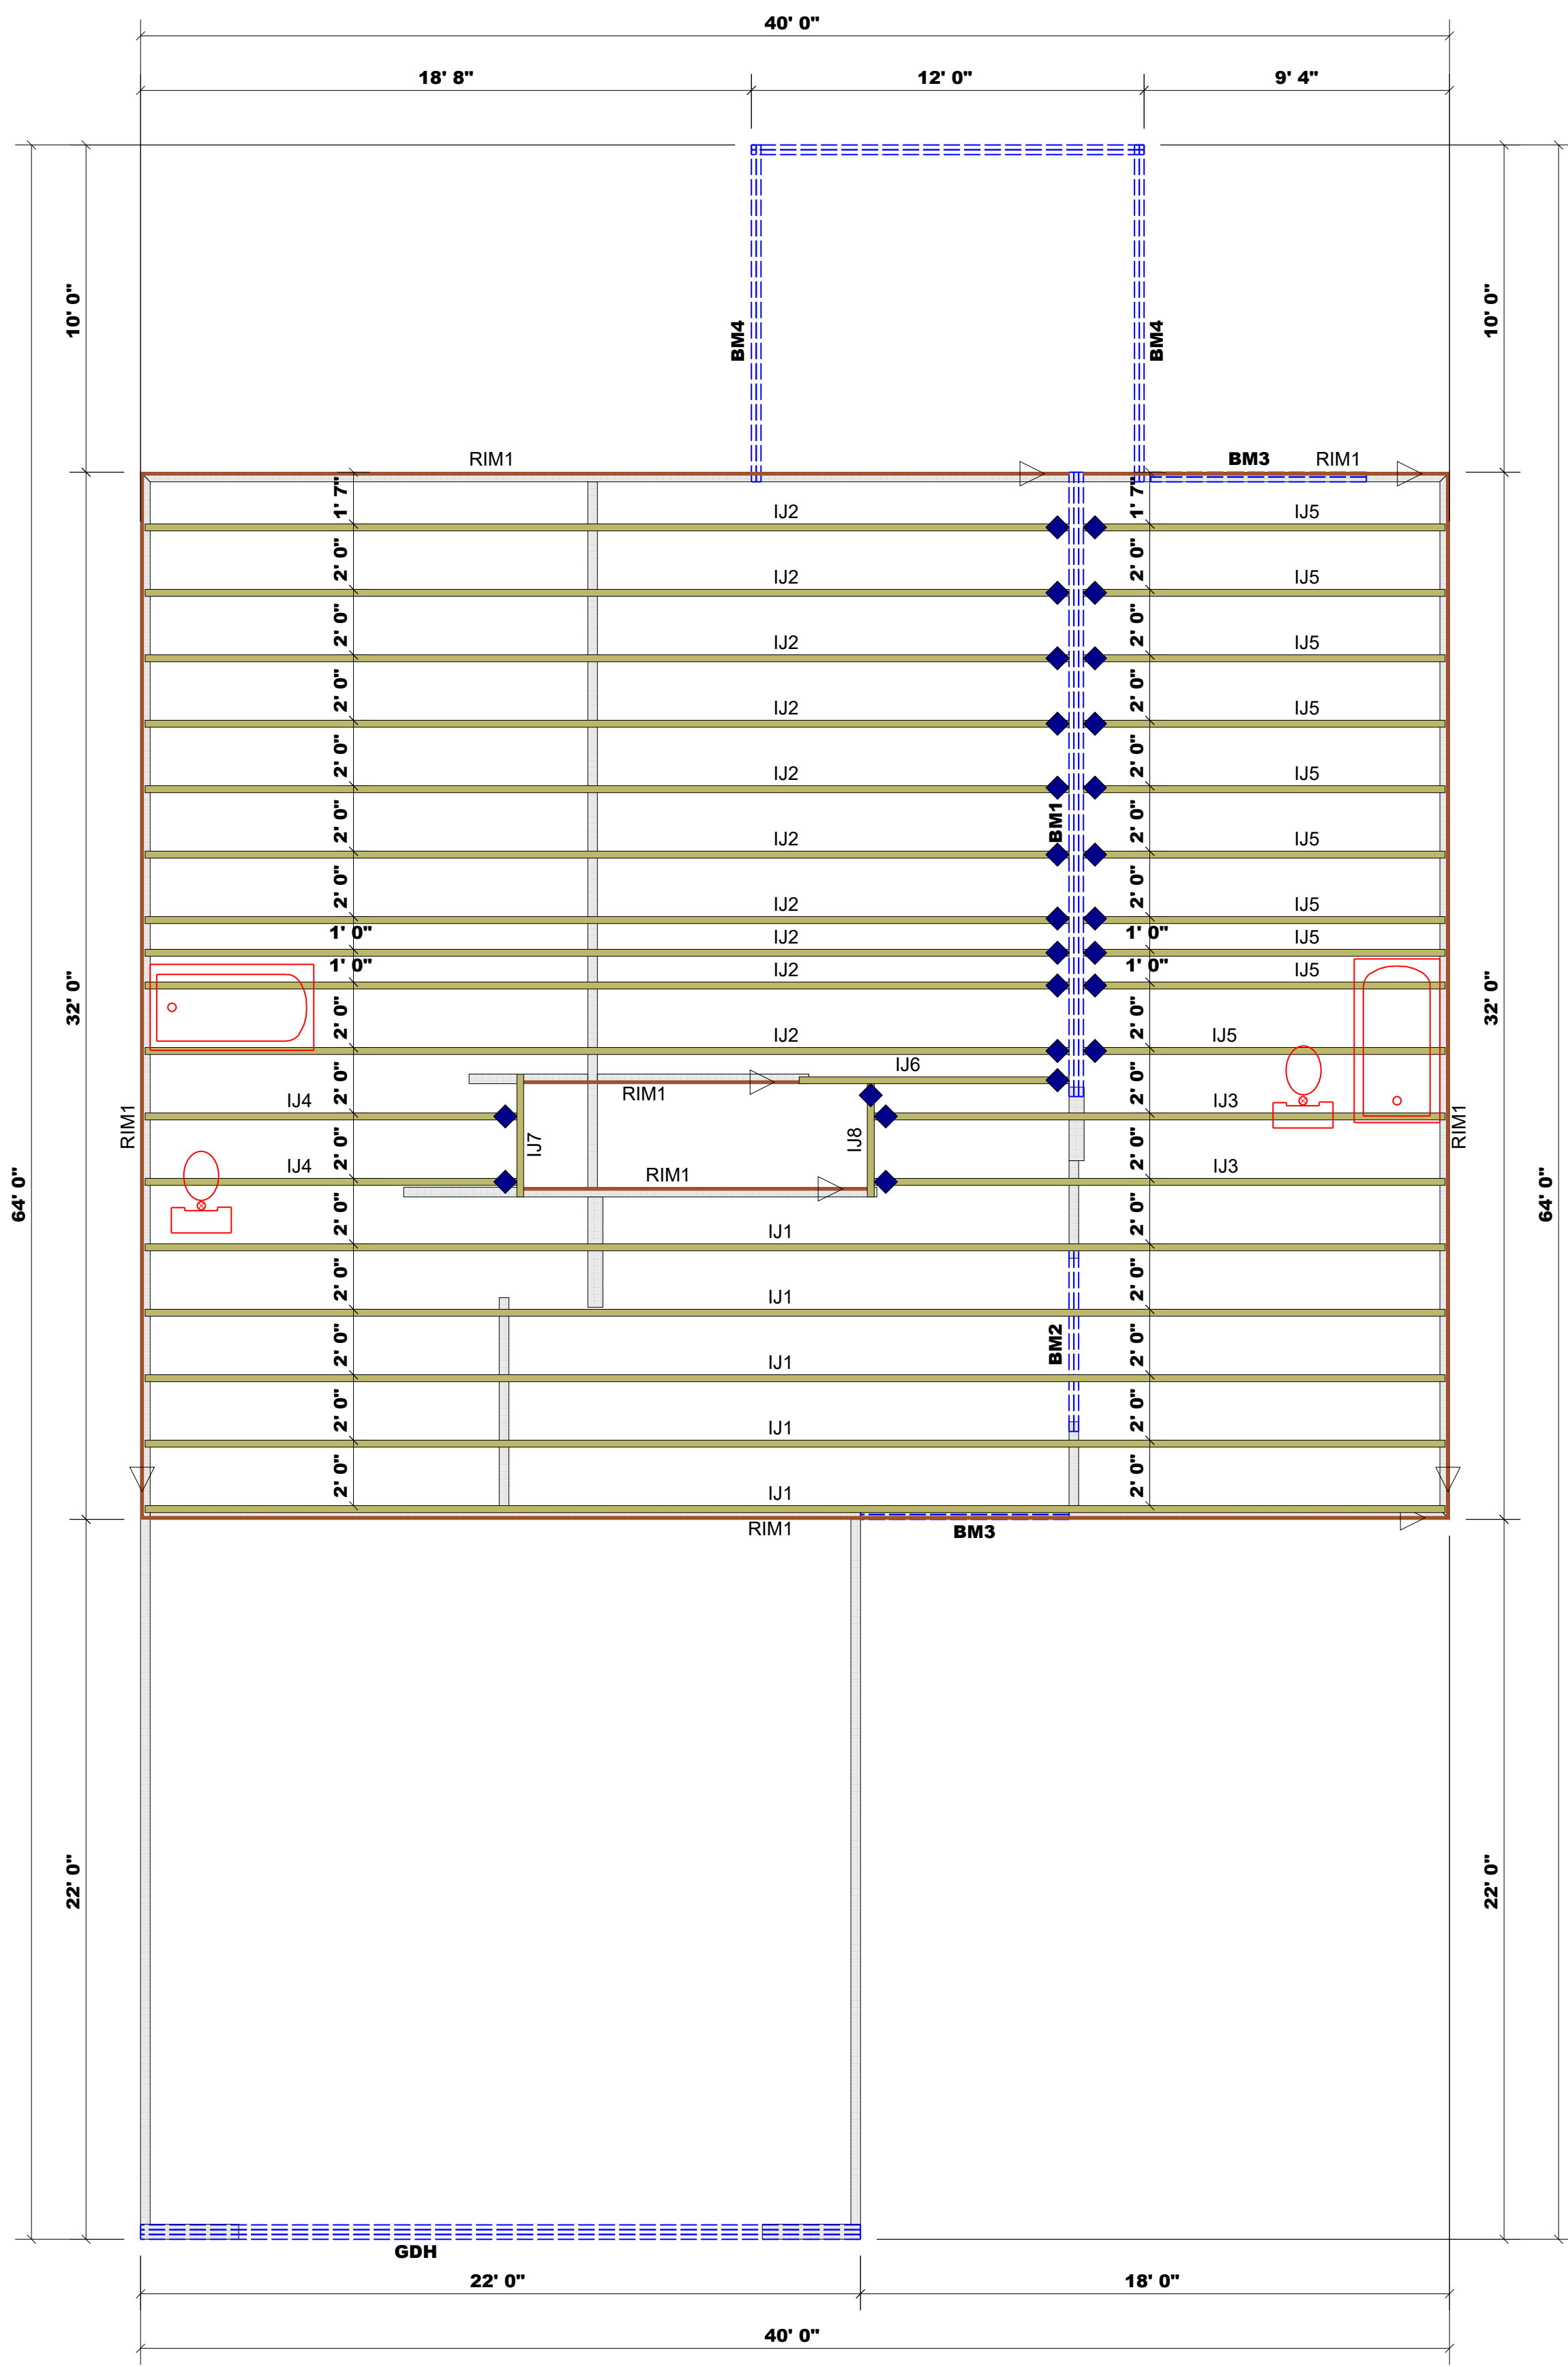 40' 0"
18' 8" 12' 0" 9' 4"
10' 0" BM4 BM4 10' 0"
RIM1 BM3 RIM1
1' 7" IJ2 1' 7" IJ5
2' 0" IJ2 2' 0" IJ5
2' 0" IJ2 2' 0" IJ5
2' 0" IJ2 2' 0" IJ5
2' 0" IJ2 2' 0" IJ5
BM1
2' 0" IJ2 2' 0" IJ5
2' 0" IJ2 2' 0" IJ5
1' 0" IJ2 1' 0" IJ5
1' 0" IJ2 1' 0" IJ5
32' 0" 32' 0"
2' 0" IJ2 2' 0" IJ5
IJ6
RIM1
IJ4 2' 0" 2' 0" IJ3
RIM1 IJ7 IJ8 RIM1
IJ4 2' 0" RIM1 2' 0" IJ3
64' 0" 64' 0"
2' 0" IJ1 2' 0"
2' 0" IJ1 2' 0"
2' 0" IJ1 BM2 2' 0"
2' 0" IJ1 2' 0"
2' 0" IJ1 2' 0"
RIM1 BM3
22' 0" 22' 0"
GDH
22' 0" 18' 0"
40' 0"